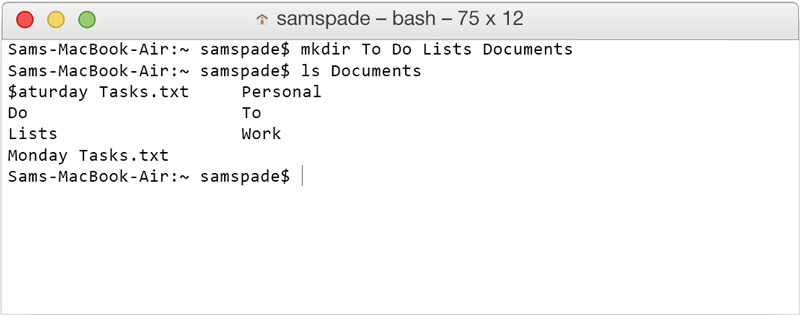 samspade – bash – 75 x 12
Sams-MacBook-Air:~ samspade$ mkdir To Do Lists Documents
Sams-MacBook-Air:~ samspade$ ls Documents
$aturday Tasks.txt     Personal
Do                     To
Lists                  Work
Monday Tasks.txt
Sams-MacBook-Air:~ samspade$